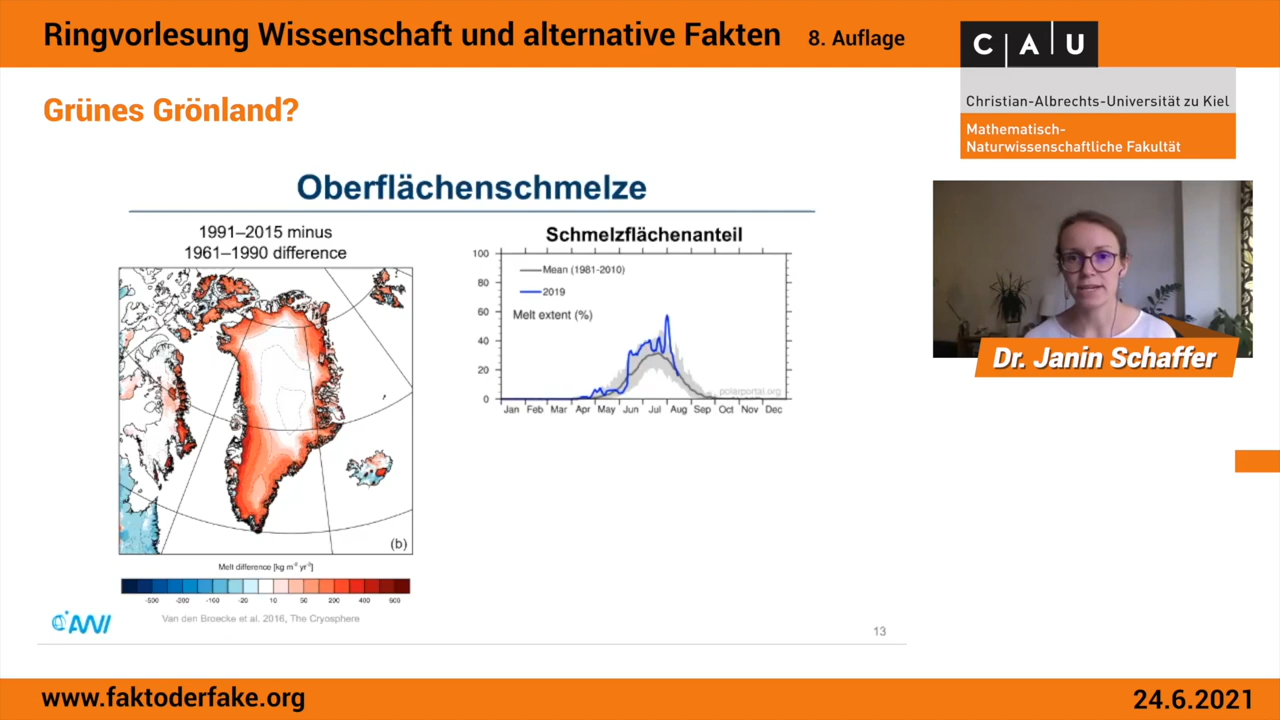 Ringvorlesung Wissenschaft und alternative Fakten 8. Auflage
C A U
Christian-Albrechts-Universität zu Kiel
Mathematisch-
Naturwissenschaftliche Fakultät
Grünes Grönland?
Oberflächenschmelze
1991–2015 minus
1961–1990 difference
(b)
Melt difference [kg m⁻² yr⁻¹]
-20 10 50 200 400
Van den Broecke et al. 2016, The Cryosphere
AWI
Schmelzflächenanteil
100
80
60
40
20
0
Mean (1981-2010)
2019
Melt extent (%)
polarportal.org
Jan Feb Mar Apr May Jun Jul Aug Sep Oct Nov Dec
13
Dr. Janin Schaffer
www.faktoderfake.org
24.6.2021